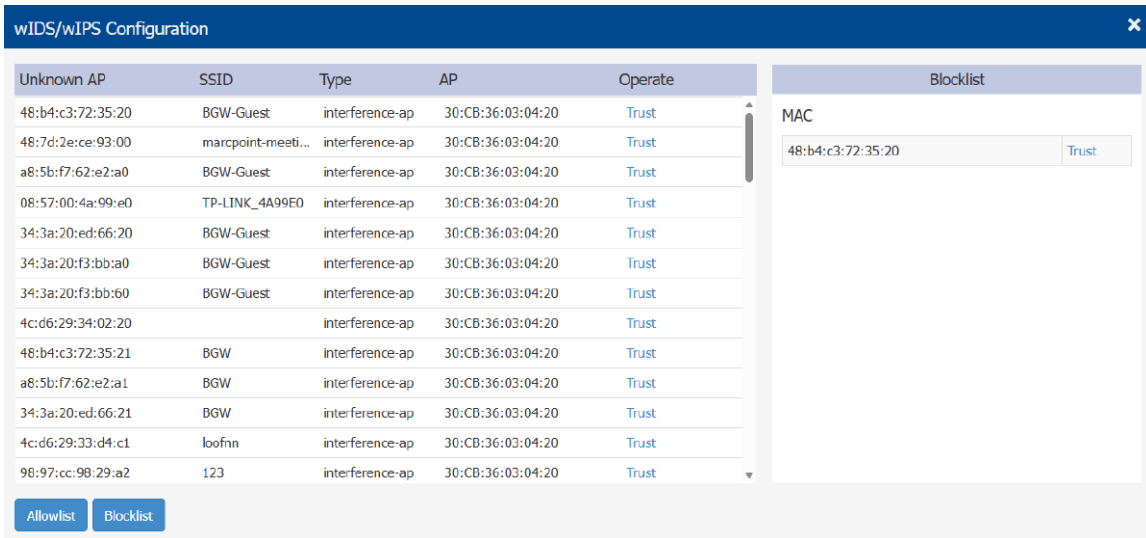 wIDS/wIPS Configuration
Unknown AP SSID Type AP Operate
48:b4:c3:72:35:20 BGW-Guest interference-ap 30:CB:36:03:04:20 Trust
48:7d:2e:ce:93:00 marcpoint-meeti... interference-ap 30:CB:36:03:04:20 Trust
a8:5b:f7:62:e2:a0 BGW-Guest interference-ap 30:CB:36:03:04:20 Trust
08:57:00:4a:99:e0 TP-LINK_4A99E0 interference-ap 30:CB:36:03:04:20 Trust
34:3a:20:ed:66:20 BGW-Guest interference-ap 30:CB:36:03:04:20 Trust
34:3a:20:f3:bb:a0 BGW-Guest interference-ap 30:CB:36:03:04:20 Trust
34:3a:20:f3:bb:60 BGW-Guest interference-ap 30:CB:36:03:04:20 Trust
4c:d6:29:34:02:20 interference-ap 30:CB:36:03:04:20 Trust
48:b4:c3:72:35:21 BGW interference-ap 30:CB:36:03:04:20 Trust
a8:5b:f7:62:e2:a1 BGW interference-ap 30:CB:36:03:04:20 Trust
34:3a:20:ed:66:21 BGW interference-ap 30:CB:36:03:04:20 Trust
4c:d6:29:33:d4:c1 loofnn interference-ap 30:CB:36:03:04:20 Trust
98:97:cc:98:29:a2 123 interference-ap 30:CB:36:03:04:20 Trust
Blocklist
MAC
48:b4:c3:72:35:20 Trust
Allowlist Blocklist